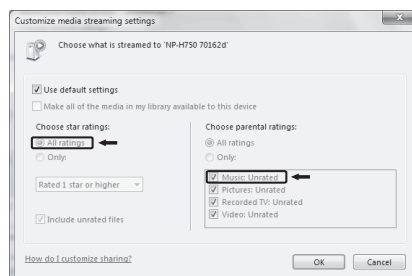 Customize media streaming settings
x
Choose what is streamed to 'NP-H750 70162d'
Use default settings
Make all of the media in my library available to this device
Choose star ratings:
All ratings
Only:
Rated 1 star or higher
Include unrated files
Choose parental ratings:
All ratings
Only:
Music: Unrated
Pictures: Unrated
Recorded TV: Unrated
Video: Unrated
How do I customize sharing?
OK
Cancel